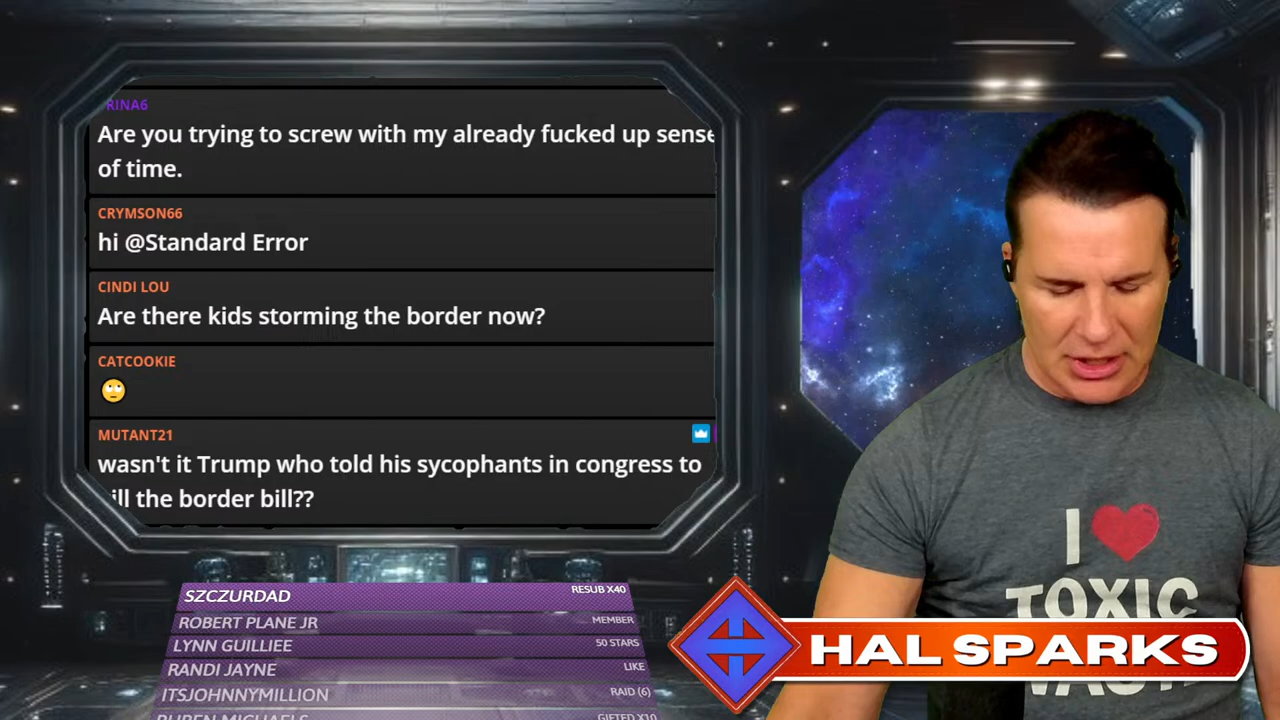 RINA6
Are you trying to screw with my already fucked up sense
of time.
CRYMSON66
hi @Standard Error
CINDI LOU
Are there kids storming the border now?
CATCOOKIE
🙄
MUTANT21
wasn't it Trump who told his sycophants in congress to
ill the border bill??
SZCZURDAD RESUB X40
ROBERT PLANE JR MEMBER
LYNN GUILLIEE 50 STARS
RANDI JAYNE LIKE
ITSJOHNNYMILLION RAID (6)
RUBEN MICHAELS GIFTED X10
I ❤ 
TOXIC
HAL SPARKS